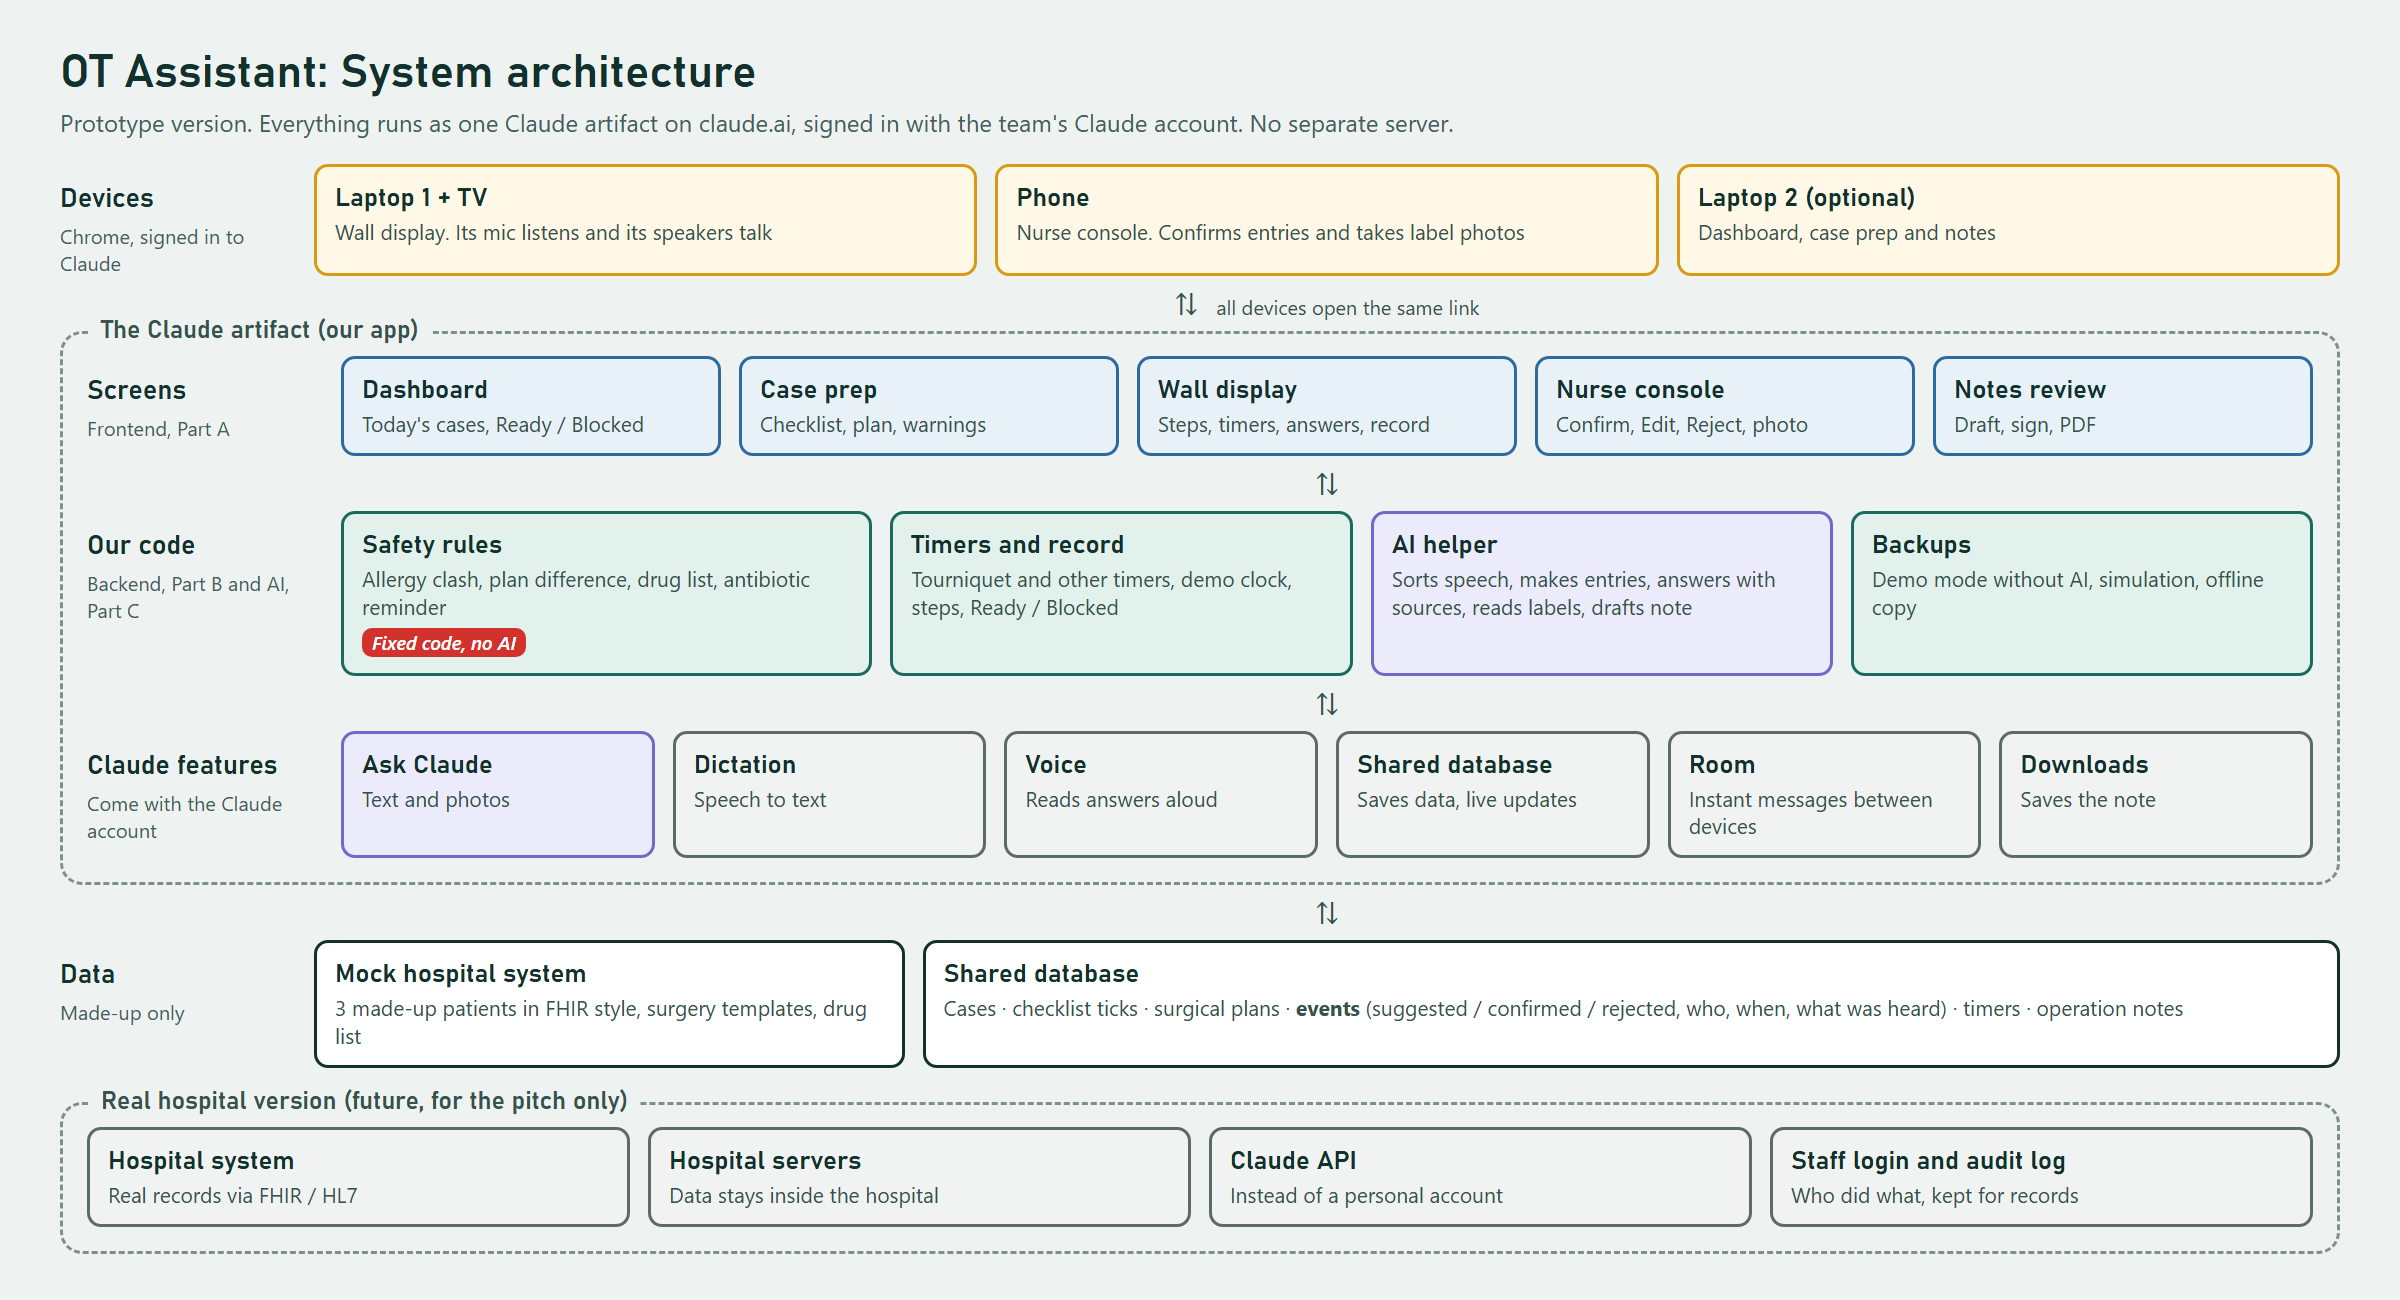 OT Assistant: System architecture
Prototype version. Everything runs as one Claude artifact on claude.ai, signed in with the team's Claude account. No separate server.
Devices
Chrome, signed in to
Claude
Laptop 1 + TV
Wall display. Its mic listens and its speakers talk
Phone
Nurse console. Confirms entries and takes label photos
Laptop 2 (optional)
Dashboard, case prep and notes
⇅ all devices open the same link
The Claude artifact (our app)
Screens
Frontend, Part A
Dashboard
Today's cases, Ready / Blocked
Case prep
Checklist, plan, warnings
Wall display
Steps, timers, answers, record
Nurse console
Confirm, Edit, Reject, photo
Notes review
Draft, sign, PDF
⇅
Our code
Backend, Part B and AI,
Part C
Safety rules
Allergy clash, plan difference, drug list, antibiotic
reminder
Fixed code, no AI
Timers and record
Tourniquet and other timers, demo clock,
steps, Ready / Blocked
AI helper
Sorts speech, makes entries, answers with
sources, reads labels, drafts note
Backups
Demo mode without AI, simulation, offline
copy
⇅
Claude features
Come with the Claude
account
Ask Claude
Text and photos
Dictation
Speech to text
Voice
Reads answers aloud
Shared database
Saves data, live updates
Room
Instant messages between
devices
Downloads
Saves the note
⇅
Data
Made-up only
Mock hospital system
3 made-up patients in FHIR style, surgery templates, drug
list
Shared database
Cases · checklist ticks · surgical plans · events (suggested / confirmed / rejected, who, when, what was heard) · timers · operation notes
Real hospital version (future, for the pitch only)
Hospital system
Real records via FHIR / HL7
Hospital servers
Data stays inside the hospital
Claude API
Instead of a personal account
Staff login and audit log
Who did what, kept for records